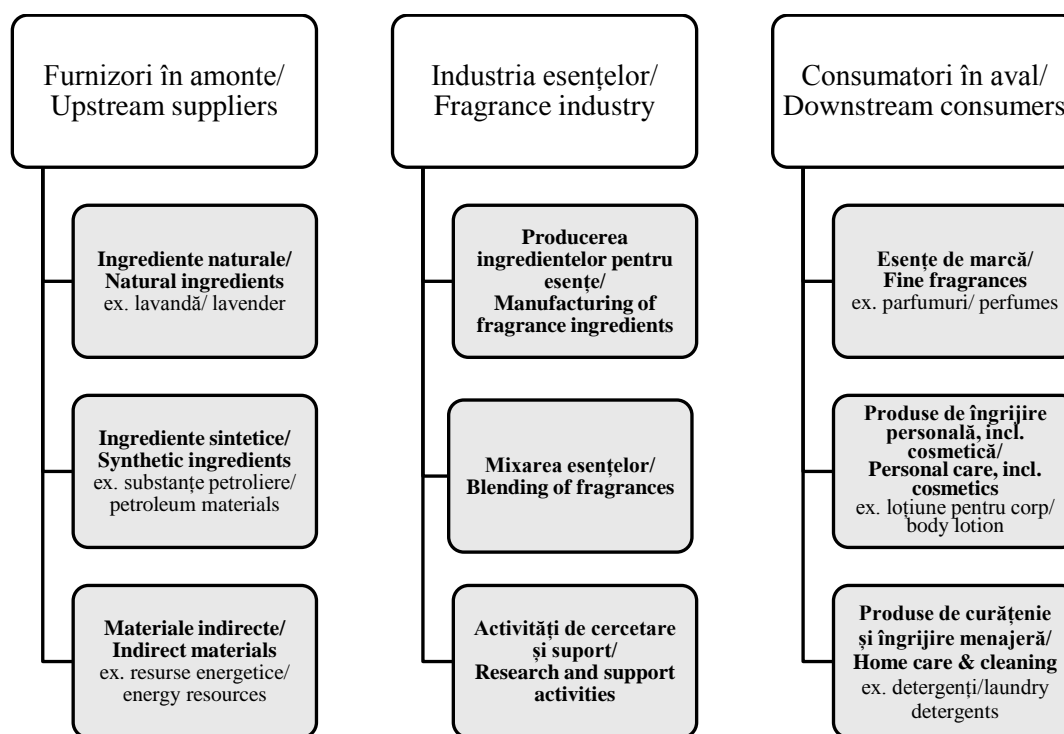 Furnizori în amonte/
Upstream suppliers
Ingrediente naturale/
Natural ingredients
ex. lavandă/ lavender
Ingrediente sintetice/
Synthetic ingredients
ex. substanțe petroliere/
petroleum materials
Materiale indirecte/
Indirect materials
ex. resurse energetice/
energy resources
Industria esențelor/
Fragrance industry
Producerea
ingredientelor pentru
esențe/
Manufacturing of
fragrance ingredients
Mixarea esențelor/
Blending of fragrances
Activități de cercetare
și suport/
Research and support
activities
Consumatori în aval/
Downstream consumers
Esențe de marcă/
Fine fragrances
ex. parfumuri/ perfumes
Produse de îngrijire
personală, incl.
cosmetică/
Personal care, incl.
cosmetics
ex. loțiune pentru corp/
body lotion
Produse de curățenie
și îngrijire menajeră/
Home care & cleaning
ex. detergenți/laundry
detergents